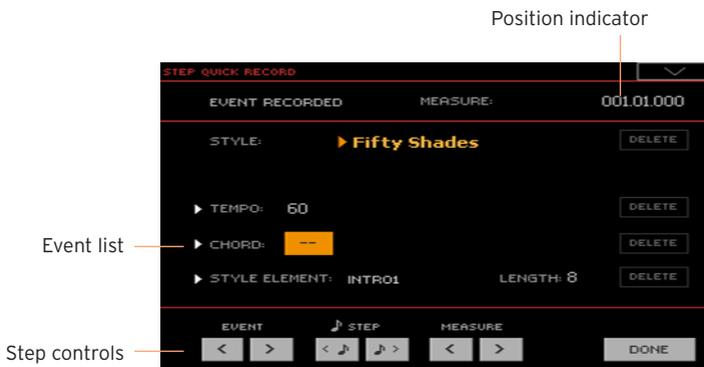 Position indicator
STEP QUICK RECORD
EVENT RECORDED MEASURE: 001.01.000
STYLE: Fifty Shades DELETE
TEMPO: 60 DELETE
Event list
CHORD: -- DELETE
STYLE ELEMENT: INTRO1 LENGTH: 8 DELETE
EVENT STEP MEASURE
Step controls
< > < ♪ ♪ > < > DONE